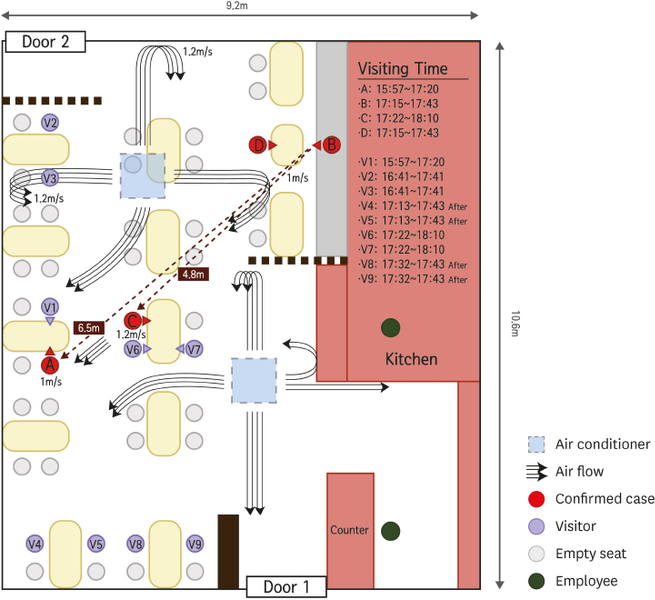 9.2m
Door 2
1.2m/s
Visiting Time
·A: 15:57~17:20
·B: 17:15~17:43
·C: 17:22~18:10
·D: 17:15~17:43
·V1: 15:57~17:20
·V2: 16:41~17:41
·V3: 16:41~17:41
·V4: 17:13~17:43 After
·V5: 17:13~17:43 After
·V6: 17:22~18:10
·V7: 17:22~18:10
·V8: 17:32~17:43 After
·V9: 17:32~17:43 After
V2
D
B
V3
1m/s
1.2m/s
4.8m
V1
C
6.5m
1.2m/s
V6
V7
A
1m/s
Kitchen
10.6m
Counter
V4
V5
V8
V9
Door 1
Air conditioner
Air flow
Confirmed case
Visitor
Empty seat
Employee